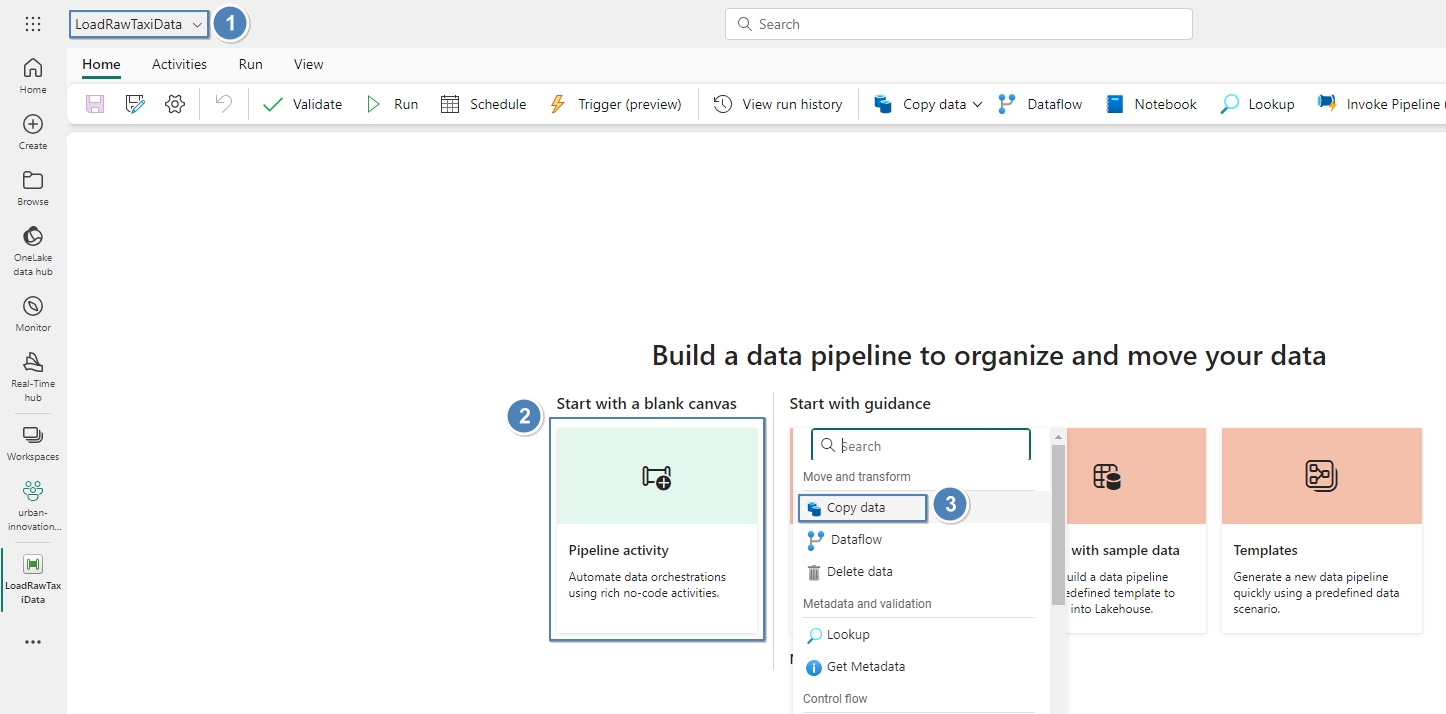 LoadRawTaxiData
1
Search
Home
Activities
Run
View
Validate
Run
Schedule
Trigger (preview)
View run history
Copy data
Dataflow
Notebook
Lookup
Invoke Pipeline (
Home
Create
Browse
OneLake
data hub
Monitor
Real-Time
hub
Workspaces
urban-
innovation...
LoadRawTax
iData
Build a data pipeline to organize and move your data
Start with a blank canvas
2
Pipeline activity
Automate data orchestrations
using rich no-code activities.
Start with guidance
Search
Move and transform
Copy data
3
Dataflow
Delete data
Metadata and validation
Lookup
Get Metadata
Control flow
with sample data
uild a data pipeline
edefined template to
into Lakehouse.
Templates
Generate a new data pipeline
quickly using a predefined data
scenario.